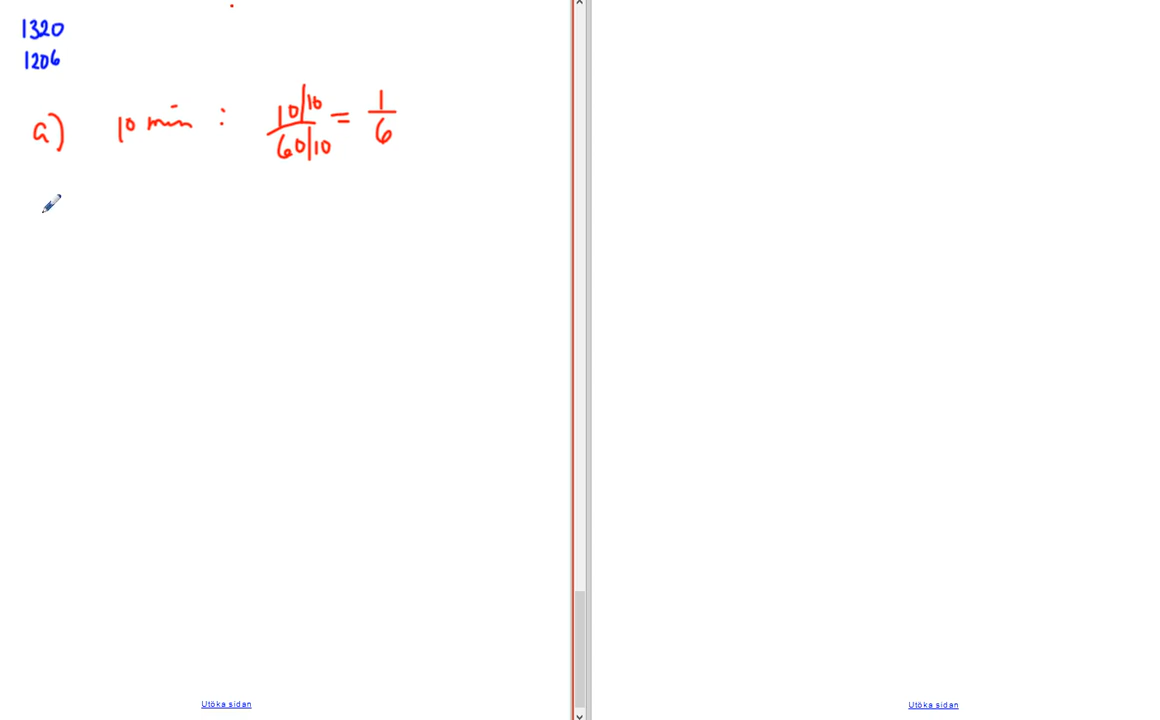 1320
1206
a) 10 min : 10/10 / 60/10 = 1/6
Utöka sidan
Utöka sidan